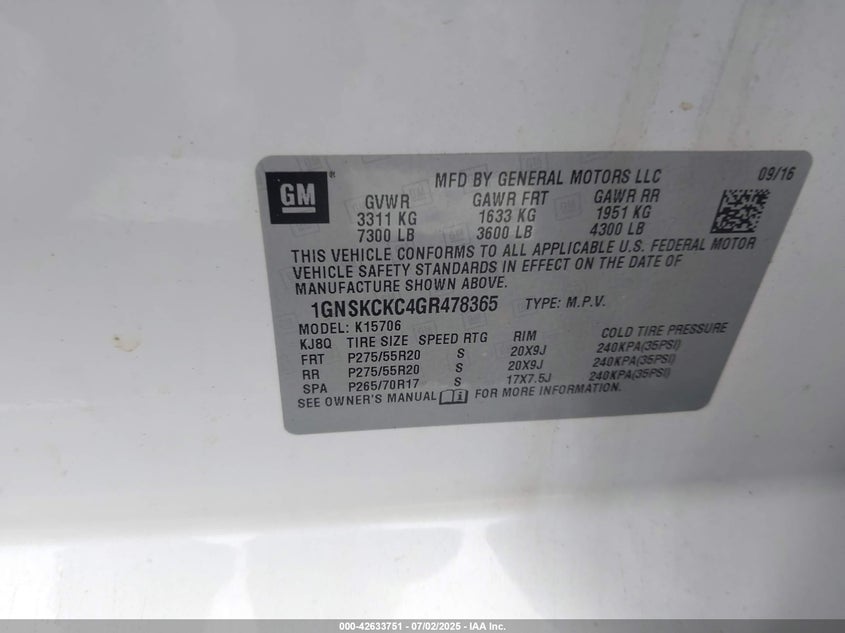 GM
®
MFD BY GENERAL MOTORS LLC 09/16
GVWR GAWR FRT GAWR RR
3311 KG 1633 KG 1951 KG
7300 LB 3600 LB 4300 LB
THIS VEHICLE CONFORMS TO ALL APPLICABLE U.S. FEDERAL MOTOR
VEHICLE SAFETY STANDARDS IN EFFECT ON THE DATE OF
MANUFACTURE SHOWN ABOVE.
1GNSKCKC4GR478365 TYPE: M.P.V.
MODEL: K15706
KJ8Q TIRE SIZE SPEED RTG RIM COLD TIRE PRESSURE
FRT P275/55R20 S 20X9J 240KPA(35PSI)
RR P275/55R20 S 20X9J 240KPA(35PSI)
SPA P265/70R17 S 17X7.5J 240KPA(35PSI)
SEE OWNER'S MANUAL FOR MORE INFORMATION.
000-42633751 - 07/02/2025 - IAA Inc.